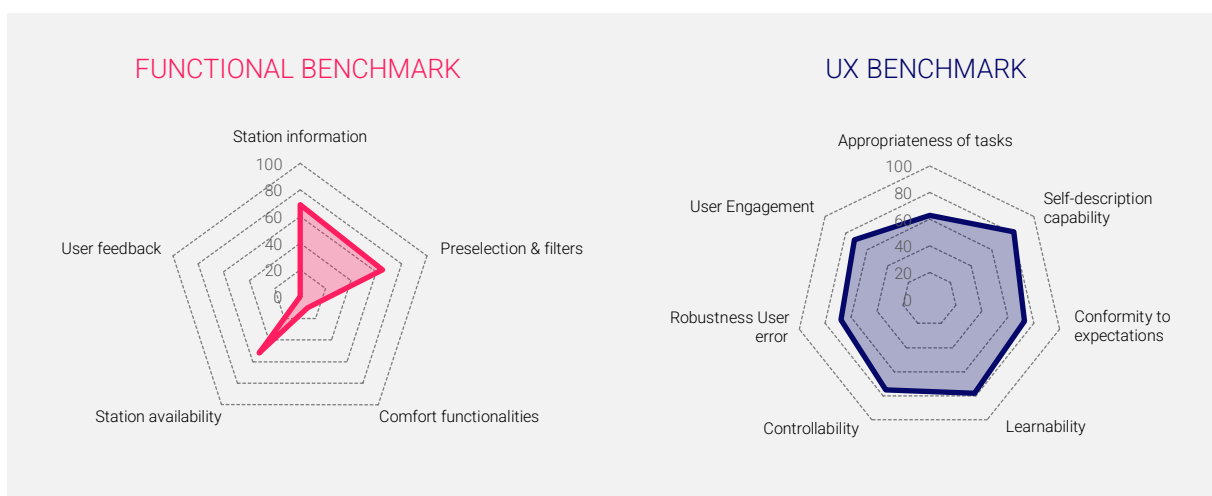 FUNCTIONAL BENCHMARK
Station information
100
80
60
40
20
0
User feedback
Preselection & filters
Station availability
Comfort functionalities
UX BENCHMARK
Appropriateness of tasks
100
80
60
40
20
0
User Engagement
Self-description
capability
Robustness User
error
Conformity to
expectations
Controllability
Learnability